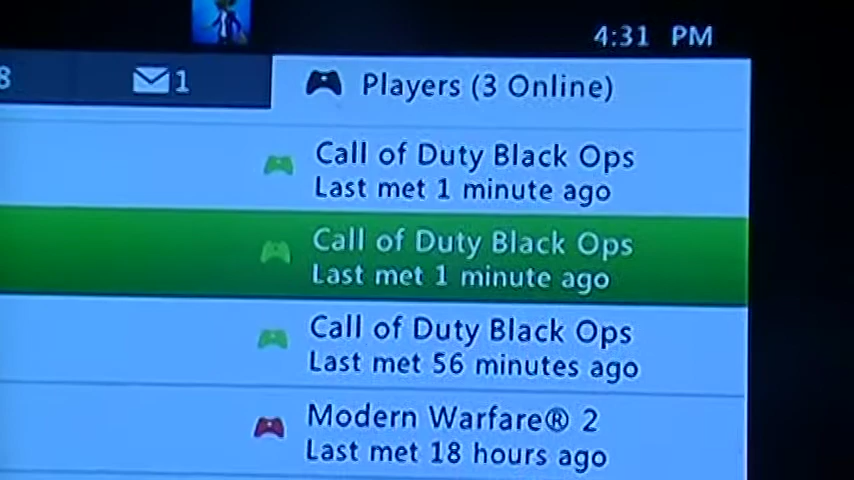 4:31 PM
8
1
Players (3 Online)
Call of Duty Black Ops
Last met 1 minute ago
Call of Duty Black Ops
Last met 1 minute ago
Call of Duty Black Ops
Last met 56 minutes ago
Modern Warfare® 2
Last met 18 hours ago